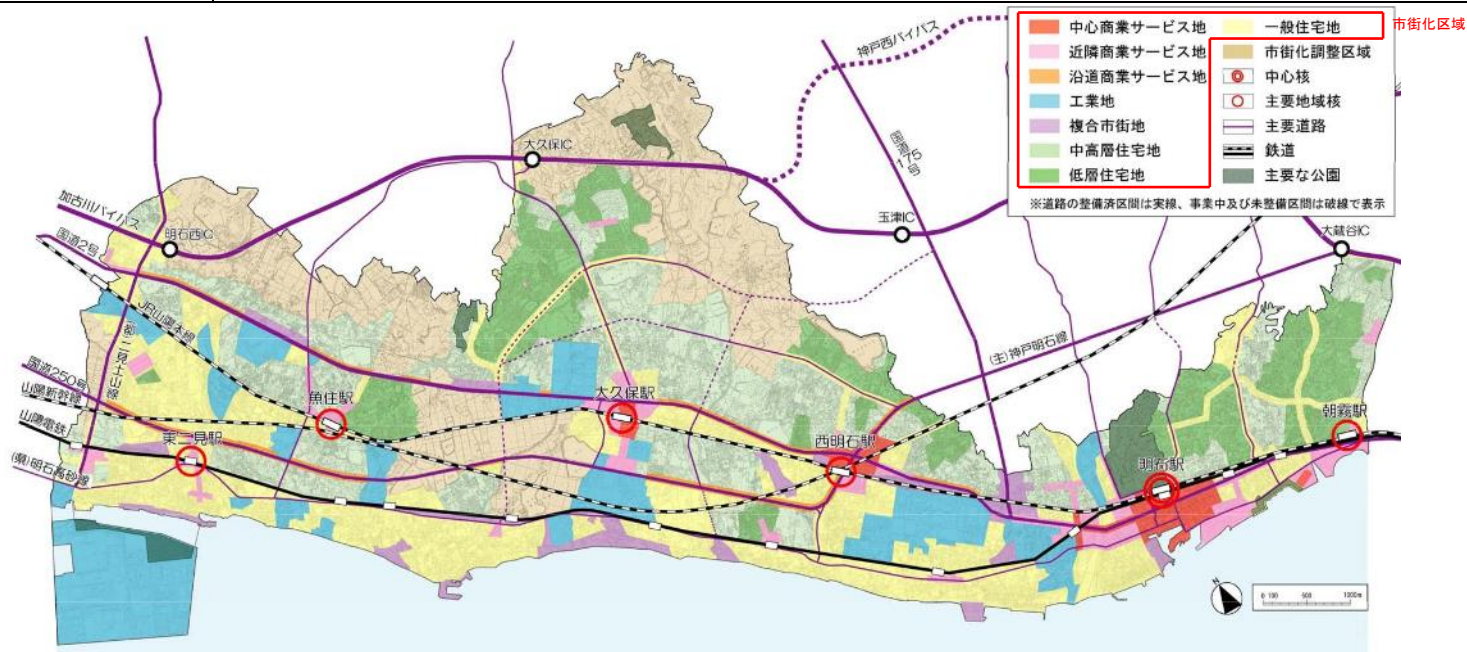 中心商業サービス地
一般住宅地
市街化区域
近隣商業サービス地
市街化調整区域
沿道商業サービス地
中心核
工業地
主要地域核
複合市街地
主要道路
中高層住宅地
鉄道
低層住宅地
主要な公園
※道路の整備済区間は実線、事業中及び未整備区間は破線で表示
神戸西バイパス
国道175号
大久保IC
玉津IC
大蔵谷IC
加古川バイパス
明石西IC
国道2号
JR山陽本線
(都)二見土山線
(主)神戸明石線
国道250号
山陽新幹線
山陽電鉄
(県)明石高砂線
魚住駅
大久保駅
東二見駅
西明石駅
明石駅
朝霧駅
N
0 100 500 1000m